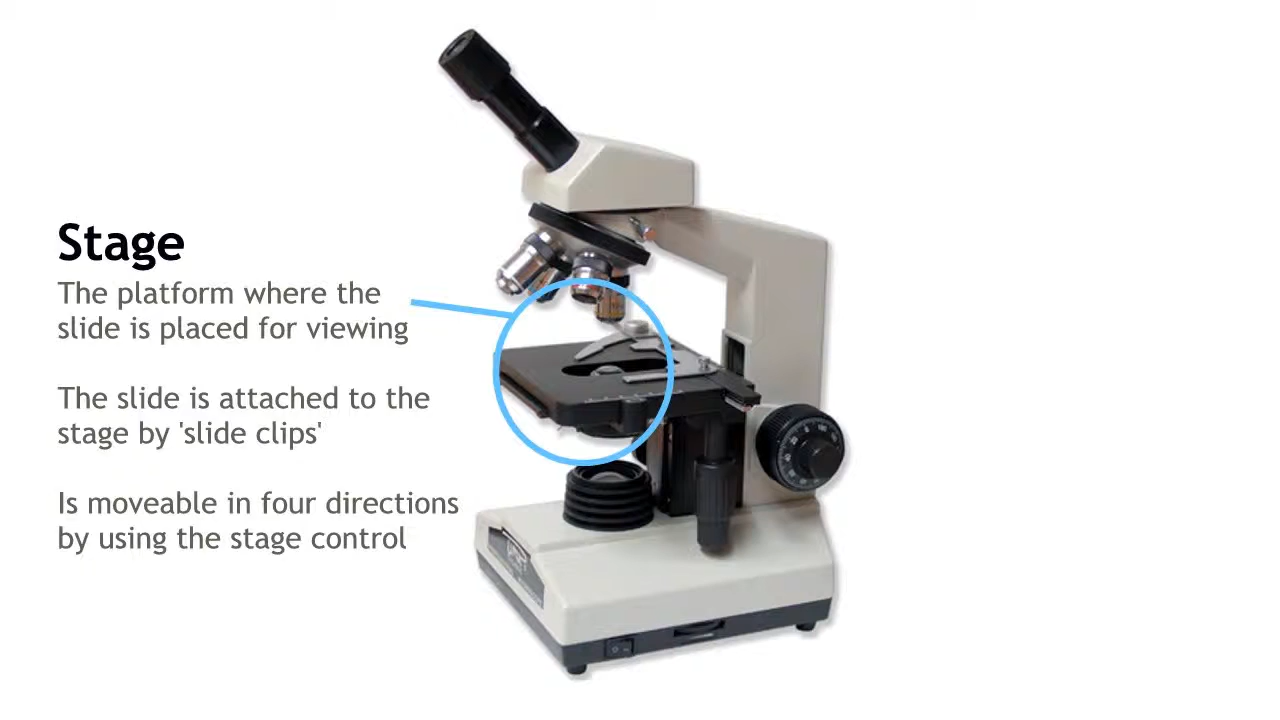 Stage
The platform where the
slide is placed for viewing
The slide is attached to the
stage by 'slide clips'
Is moveable in four directions
by using the stage control